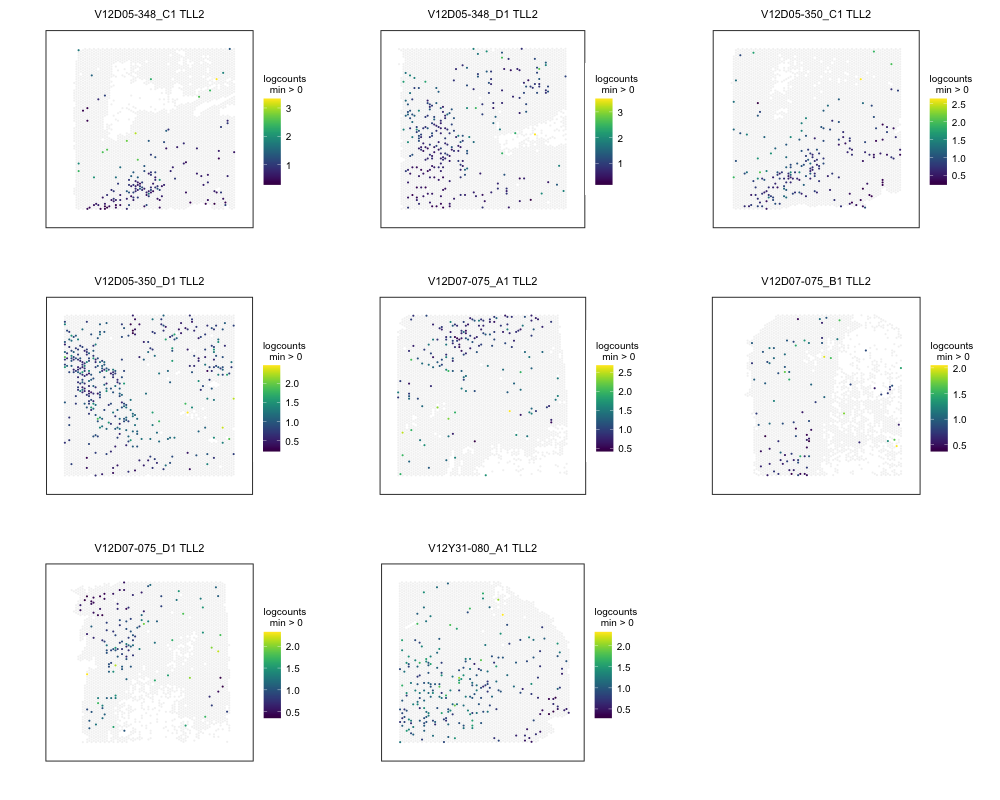 V12D05-348_C1 TLL2
logcounts
min > 0
3
2
1
V12D05-348_D1 TLL2
logcounts
min > 0
3
2
1
V12D05-350_C1 TLL2
logcounts
min > 0
2.5
2.0
1.5
1.0
0.5
V12D05-350_D1 TLL2
logcounts
min > 0
2.0
1.5
1.0
0.5
V12D07-075_A1 TLL2
logcounts
min > 0
2.5
2.0
1.5
1.0
0.5
V12D07-075_B1 TLL2
logcounts
min > 0
2.0
1.5
1.0
0.5
V12D07-075_D1 TLL2
logcounts
min > 0
2.0
1.5
1.0
0.5
V12Y31-080_A1 TLL2
logcounts
min > 0
2.0
1.5
1.0
0.5